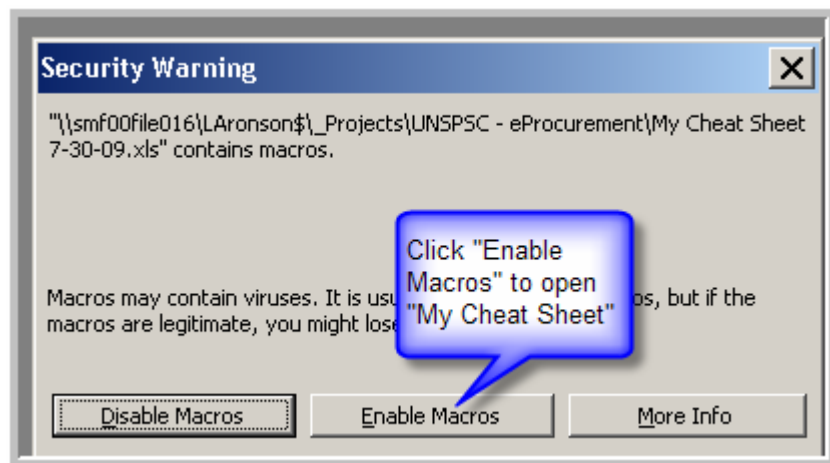 Security Warning
"\\smf00file016\LAronson$\_Projects\UNSPSC - eProcurement\My Cheat Sheet
7-30-09.xls" contains macros.
Click "Enable
Macros" to open
"My Cheat Sheet"
Macros may contain viruses. It is os, but if the
macros are legitimate, you might
Disable Macros Enable Macros More Info